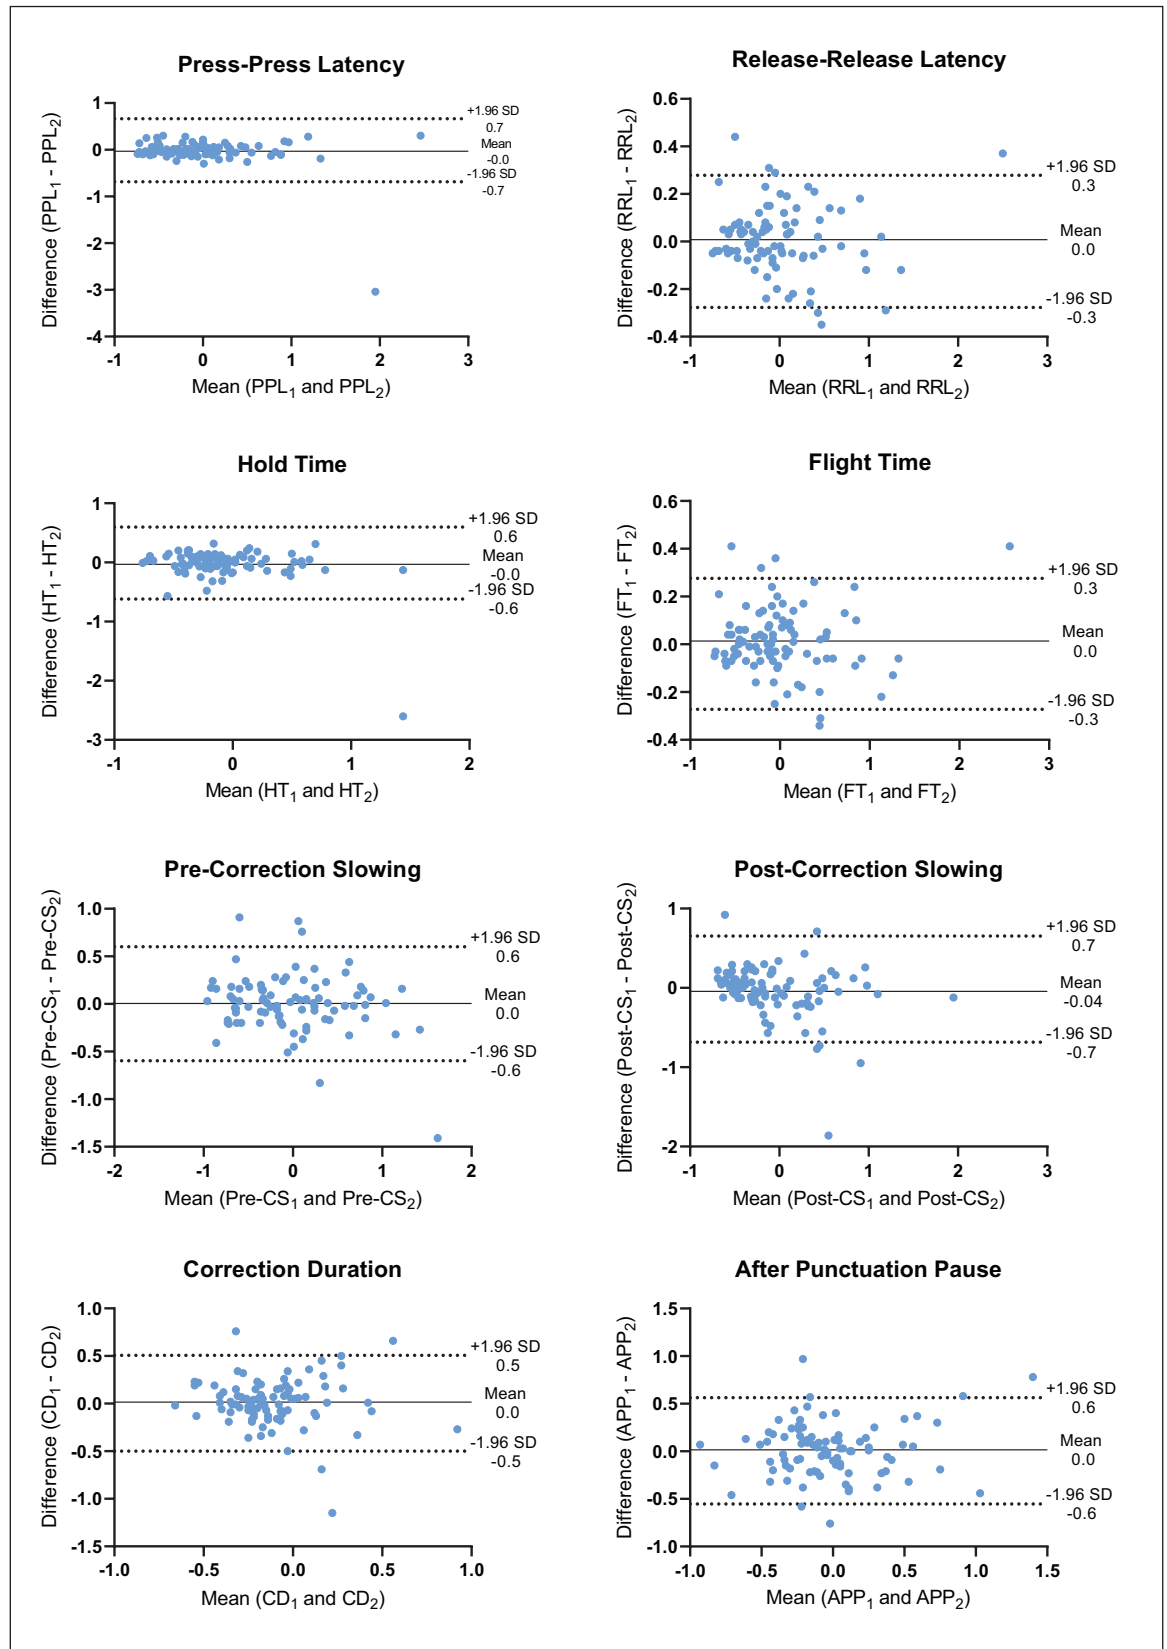 Press-Press Latency
Difference (PPL1 - PPL2)
1
0
-1
-2
-3
-4
+1.96 SD
0.7
Mean
-0.0
-1.96 SD
-0.7
-1 0 1 2 3
Mean (PPL1 and PPL2)
Release-Release Latency
Difference (RRL1 - RRL2)
0.6
0.4
0.2
0.0
-0.2
-0.4
+1.96 SD
0.3
Mean
0.0
-1.96 SD
-0.3
-1 0 1 2 3
Mean (RRL1 and RRL2)
Hold Time
Difference (HT1 - HT2)
1
0
-1
-2
-3
+1.96 SD
0.6
Mean
-0.0
-1.96 SD
-0.6
-1 0 1 2
Mean (HT1 and HT2)
Flight Time
Difference (FT1 - FT2)
0.6
0.4
0.2
0.0
-0.2
-0.4
+1.96 SD
0.3
Mean
0.0
-1.96 SD
-0.3
-1 0 1 2 3
Mean (FT1 and FT2)
Pre-Correction Slowing
Difference (Pre-CS1 - Pre-CS2)
1.0
0.5
0.0
-0.5
-1.0
-1.5
+1.96 SD
0.6
Mean
0.0
-1.96 SD
-0.6
-2 -1 0 1 2
Mean (Pre-CS1 and Pre-CS2)
Post-Correction Slowing
Difference (Post-CS1 - Post-CS2)
1
0
-1
-2
+1.96 SD
0.7
Mean
-0.04
-1.96 SD
-0.7
-1 0 1 2 3
Mean (Post-CS1 and Post-CS2)
Correction Duration
Difference (CD1 - CD2)
1.0
0.5
0.0
-0.5
-1.0
-1.5
+1.96 SD
0.5
Mean
0.0
-1.96 SD
-0.5
-1.0 -0.5 0.0 0.5 1.0
Mean (CD1 and CD2)
After Punctuation Pause
Difference (APP1 - APP2)
1.5
1.0
0.5
0.0
-0.5
-1.0
+1.96 SD
0.6
Mean
0.0
-1.96 SD
-0.6
-1.0 -0.5 0.0 0.5 1.0 1.5
Mean (APP1 and APP2)